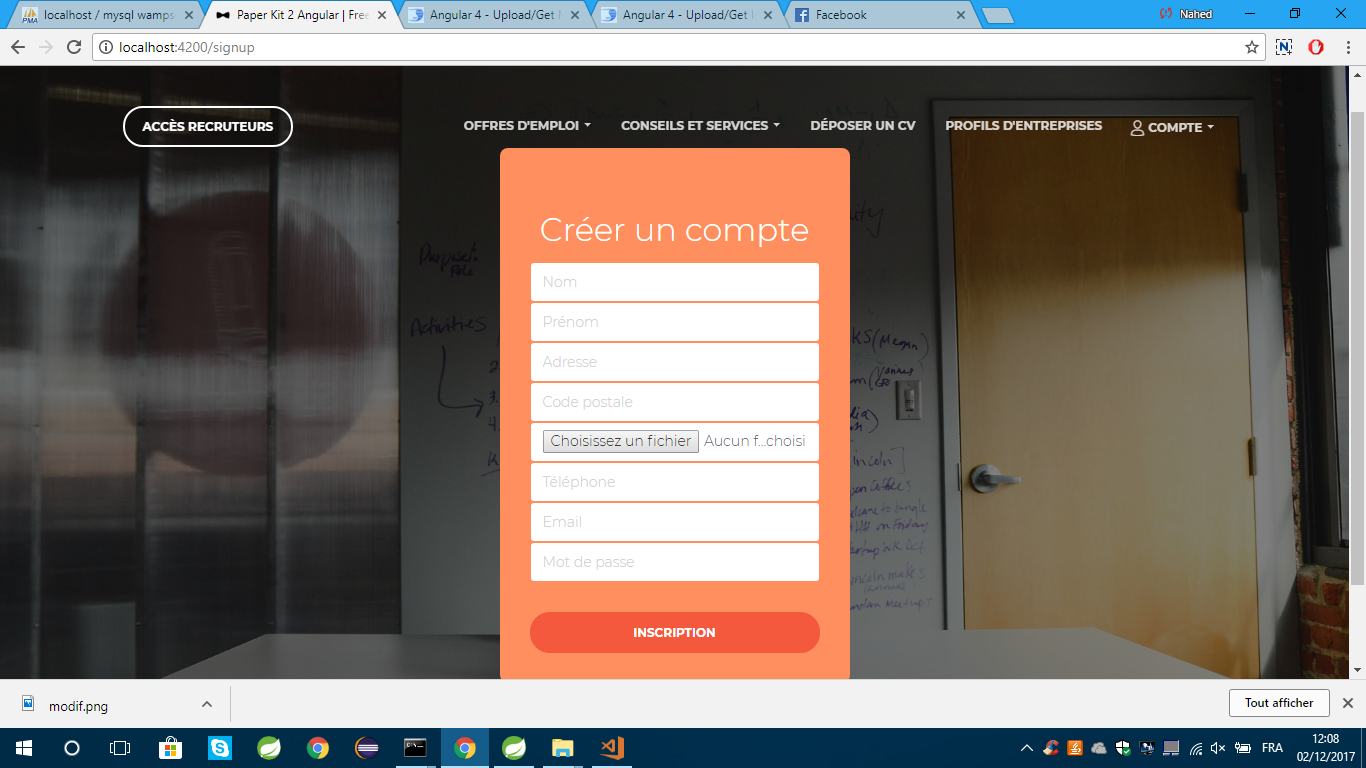 localhost / mysql wamps
Paper Kit 2 Angular | Fre
Angular 4 - Upload/Get
Angular 4 - Upload/Get
Facebook
Nahed
localhost:4200/signup
ACCÈS RECRUTEURS
OFFRES D'EMPLOI
CONSEILS ET SERVICES
DÉPOSER UN CV
PROFILS D'ENTREPRISES
COMPTE
Créer un compte
Nom
Prénom
Adresse
Code postale
Choisissez un fichier Aucun f...choisi
Téléphone
Email
Mot de passe
INSCRIPTION
Activities
modif.png
Tout afficher
FRA
12:08
02/12/2017